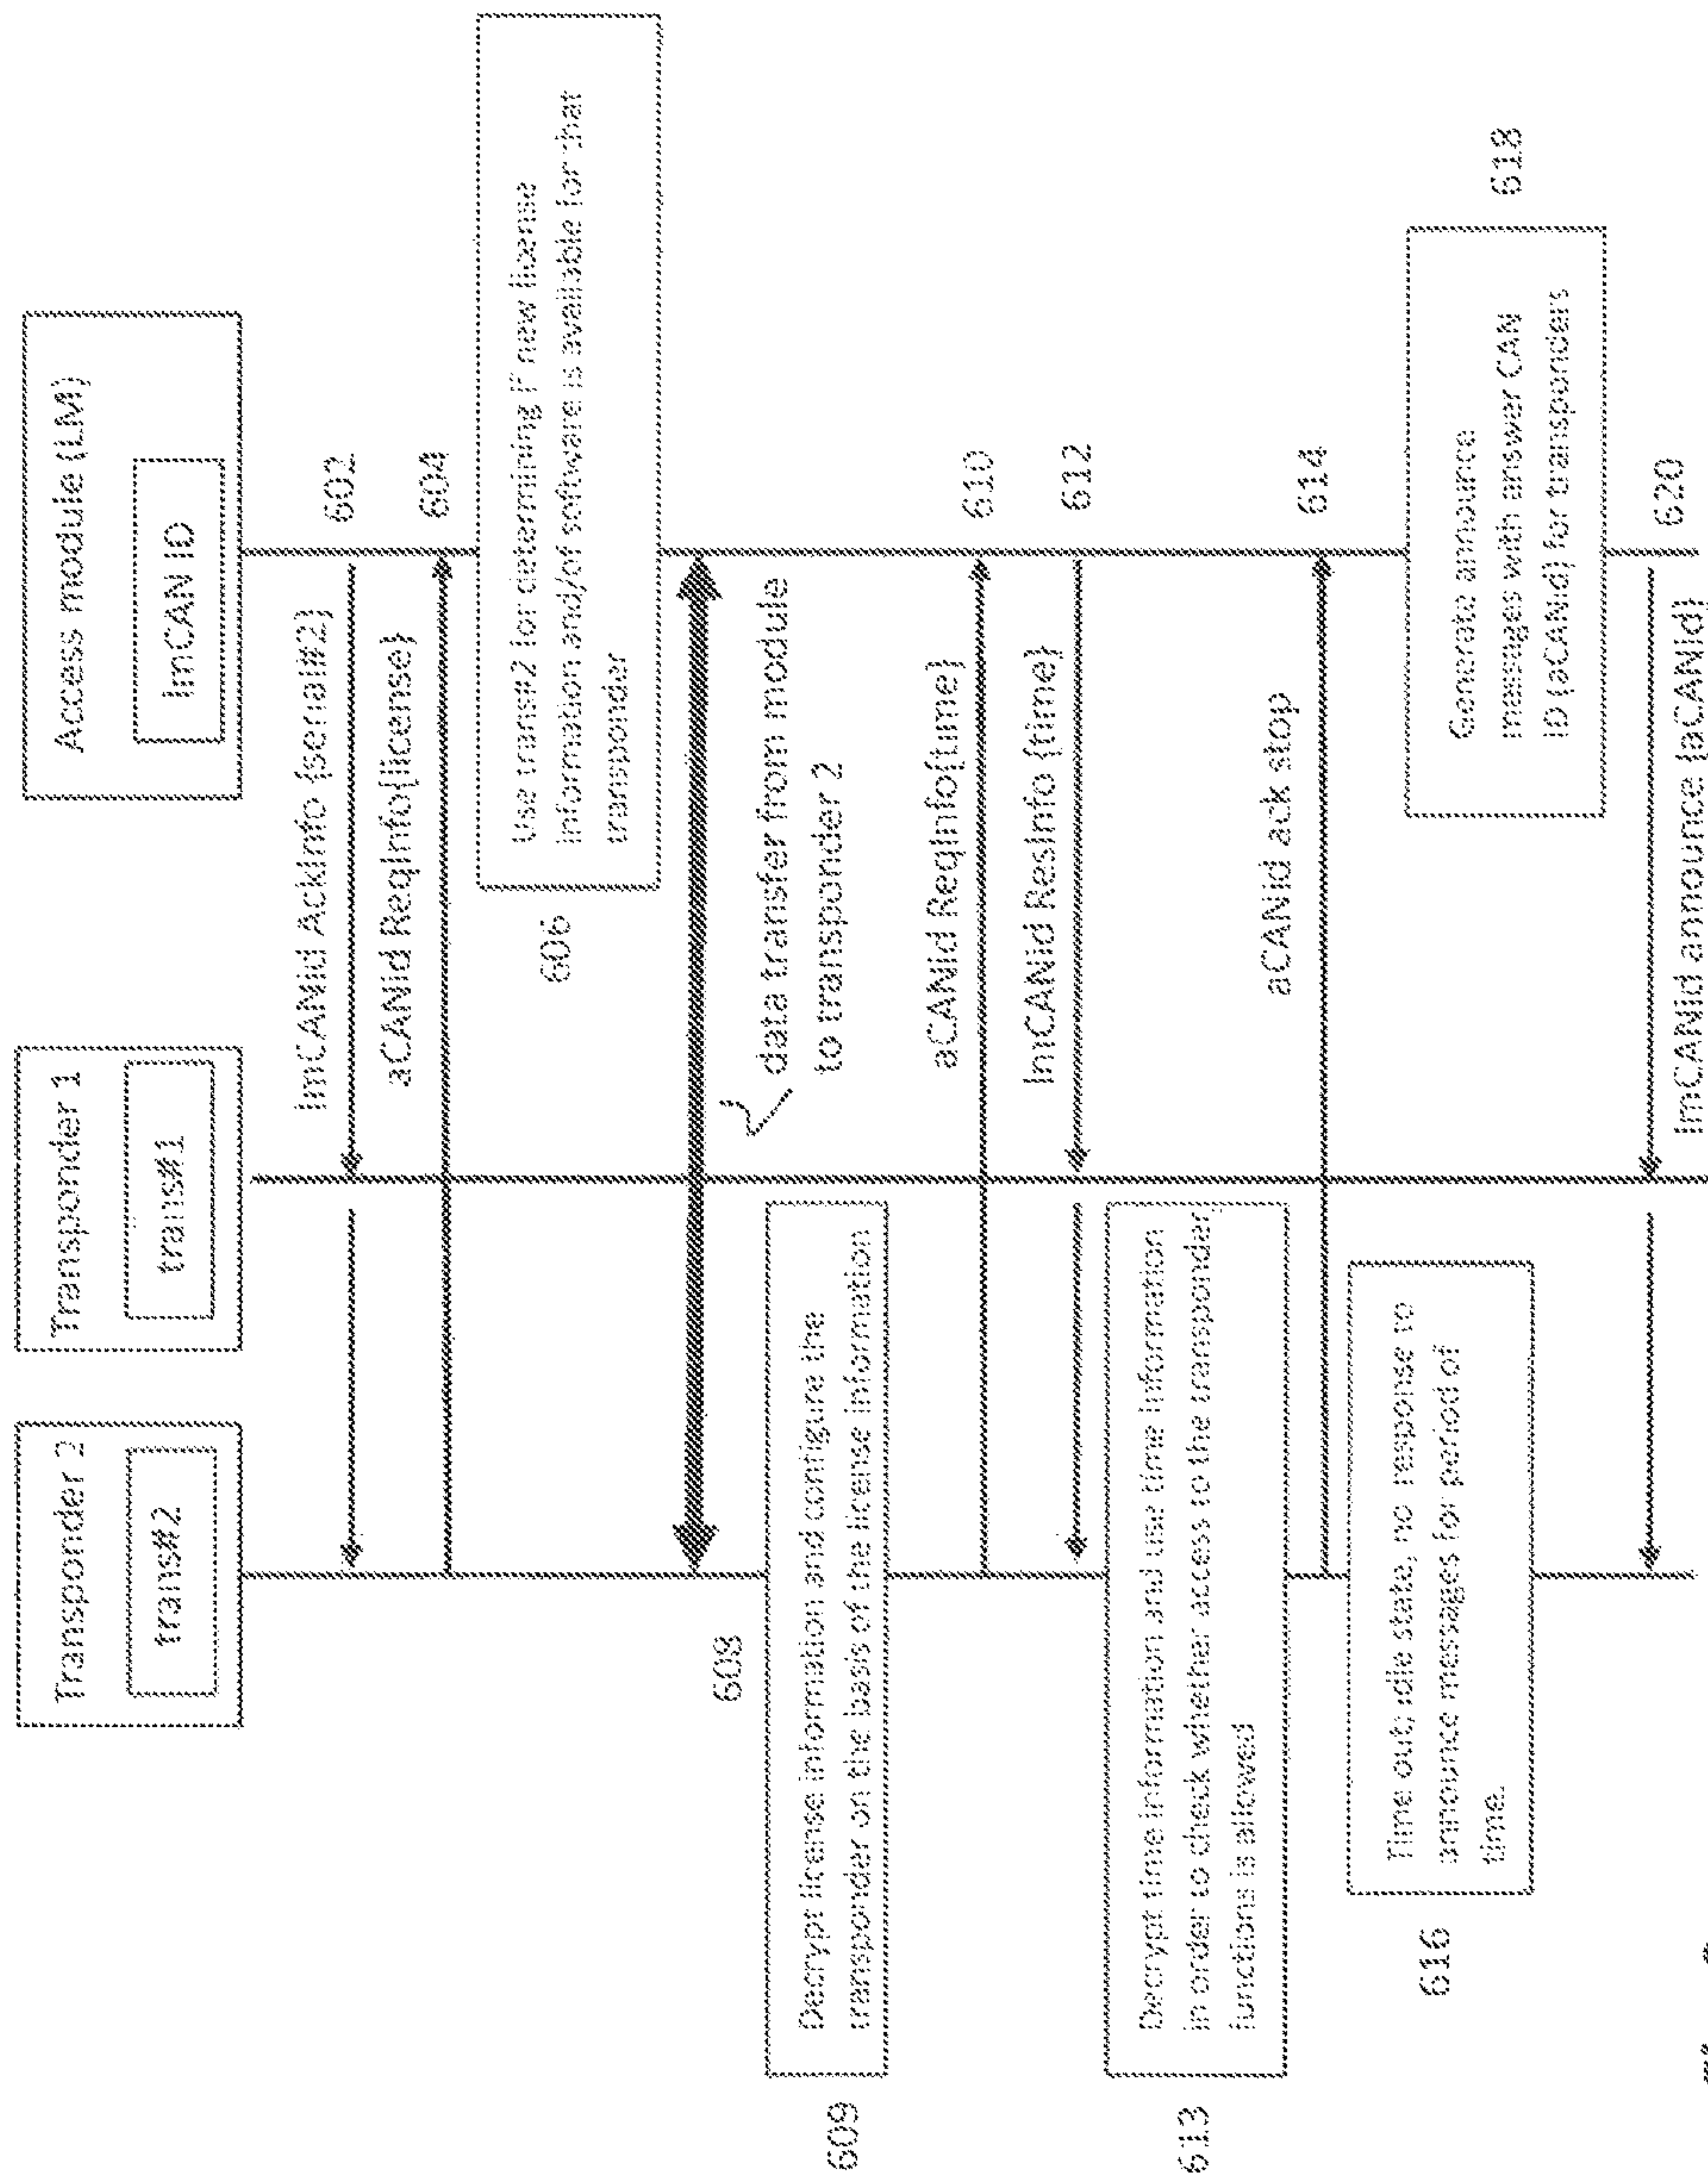 Transponder 2
trans#2
Transponder 1
trans#1
Access module (LM)
lmCAN ID
lmCANid AckInfo {serial#2}
602
aCANid ReqInfo{license}
604
Use trans#2 for determining if new license
information and/of software is available for that
transponder
606
data transfer from module
to transponder 2
608
Decrypt license information and configure the
transponder on the basis of the license information
609
aCANid ReqInfo{time}
610
lmCANid ResInfo {time}
612
Decrypt time information and use time information
in order to check whether access to the transponder
functions is allowed
613
aCANid ack stop
614
Time out; idle state, no response to
announce messages for period of
time.
616
Generate announce
messages with answer CAN
ID (aCANid) for transponders
618
lmCANid announce {aCANid}
620